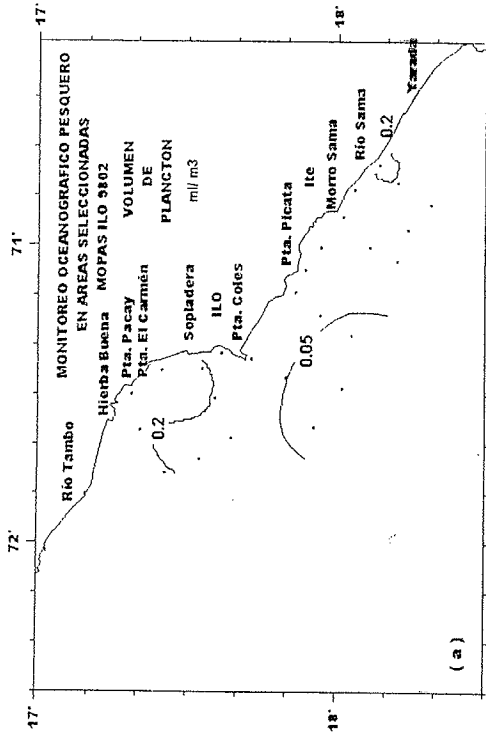 MONITOREO OCEANOGRAFICO PESQUERO
EN AREAS SELECCIONADAS
MOPAS ILO 9802
VOLUMEN
DE
PLANCTON
ml/ m3
17°
17°
18°
18°
72°
71°
Río Tambo
Hierba Buena
Pta. Pacay
Pta. El Carmén
Sopladera
ILO
Pta. Coles
Pta. Picata
Ite
Morro Sama
Río Sama
Yarada
0.2
0.05
0.2
( a )